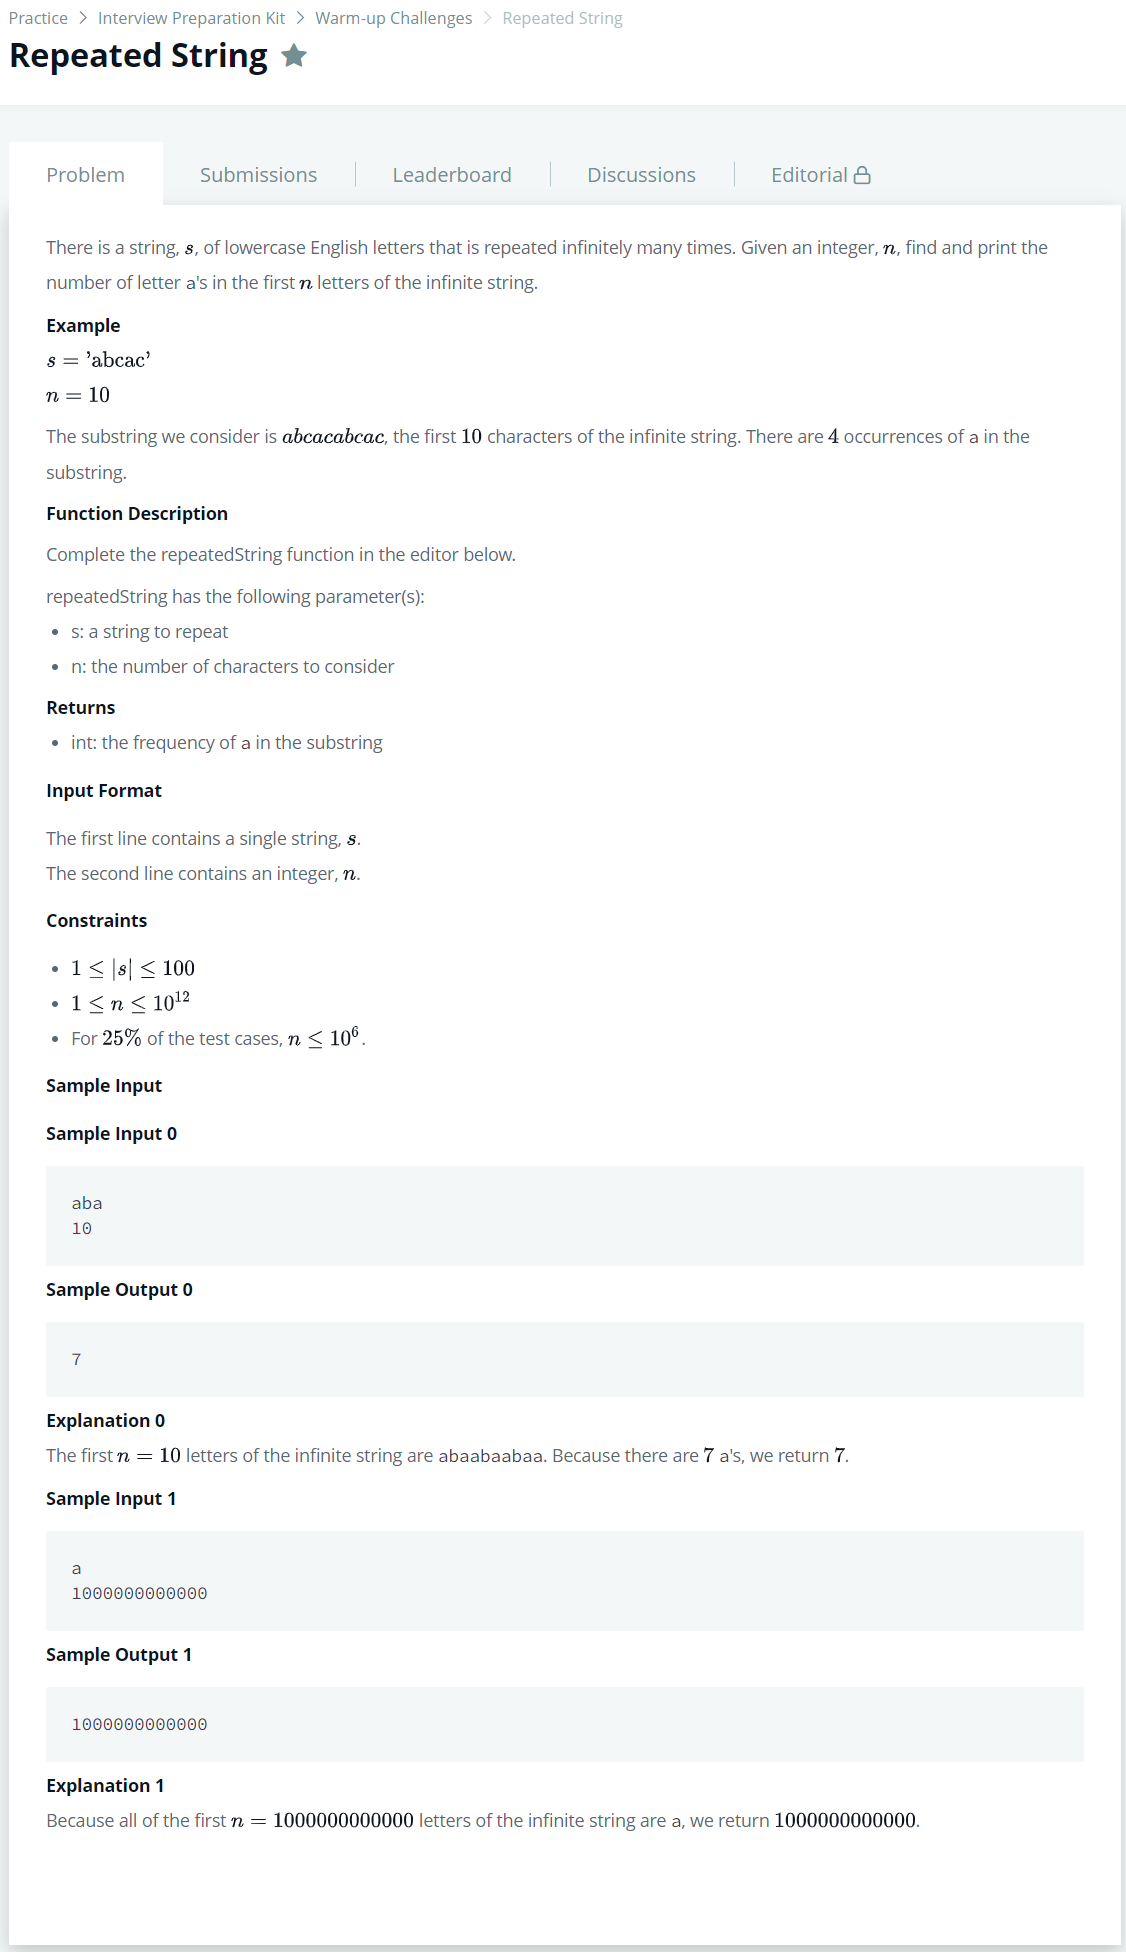 Practice > Interview Preparation Kit > Warm-up Challenges > Repeated String
Repeated String
Problem
Submissions
Leaderboard
Discussions
Editorial
There is a string, s, of lowercase English letters that is repeated infinitely many times. Given an integer, n, find and print the
number of letter a's in the first n letters of the infinite string.
Example
s = 'abcac'
n = 10
The substring we consider is abcacabcac, the first 10 characters of the infinite string. There are 4 occurrences of a in the
substring.
Function Description
Complete the repeatedString function in the editor below.
repeatedString has the following parameter(s):
• s: a string to repeat
• n: the number of characters to consider
Returns
• int: the frequency of a in the substring
Input Format
The first line contains a single string, s.
The second line contains an integer, n.
Constraints
• 1 ≤ |s| ≤ 100
• 1 ≤ n ≤ 10¹²
• For 25% of the test cases, n ≤ 10⁶.
Sample Input
Sample Input 0
aba
10
Sample Output 0
7
Explanation 0
The first n = 10 letters of the infinite string are abaabaabaa. Because there are 7 a's, we return 7.
Sample Input 1
a
1000000000000
Sample Output 1
1000000000000
Explanation 1
Because all of the first n = 1000000000000 letters of the infinite string are a, we return 1000000000000.